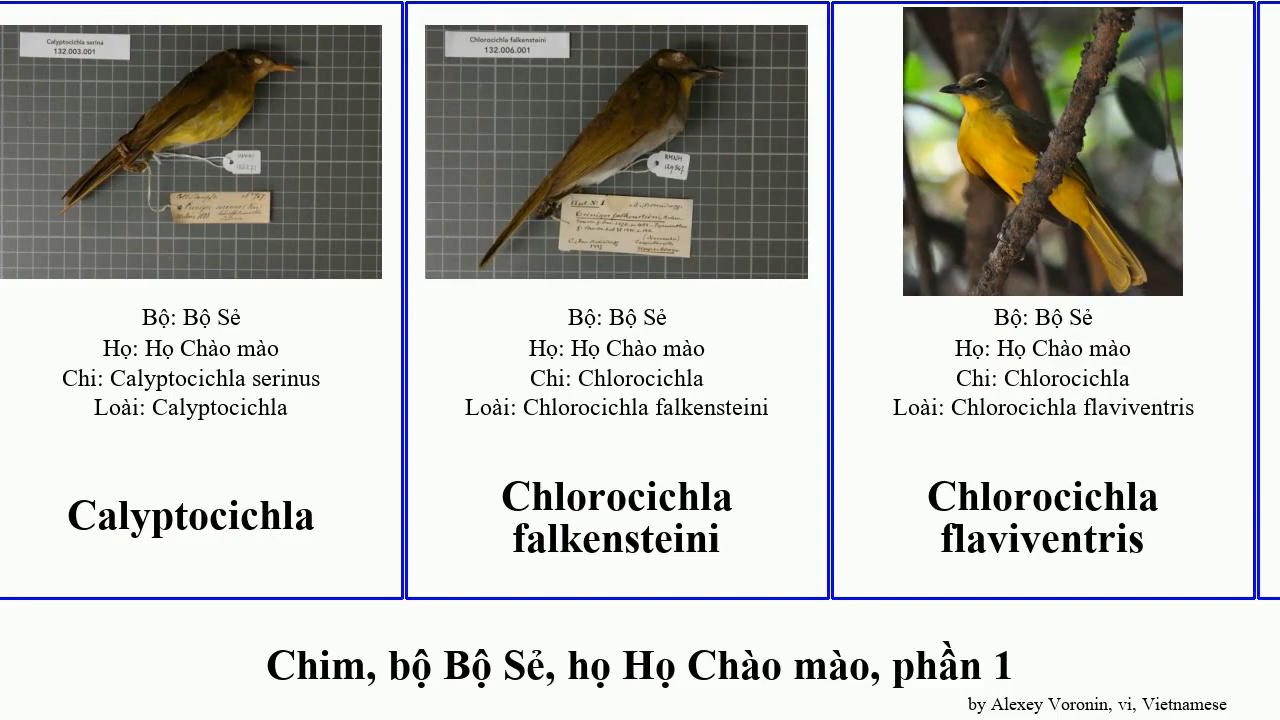 Calyptocichla serina
132.003.001
Chlorocichla falkensteini
132.006.001
RMNH
Bộ: Bộ Sẻ
Họ: Họ Chào mào
Chi: Calyptocichla serinus
Loài: Calyptocichla
Calyptocichla
Bộ: Bộ Sẻ
Họ: Họ Chào mào
Chi: Chlorocichla
Loài: Chlorocichla falkensteini
Chlorocichla
falkensteini
Bộ: Bộ Sẻ
Họ: Họ Chào mào
Chi: Chlorocichla
Loài: Chlorocichla flaviventris
Chlorocichla
flaviventris
Chim, bộ Bộ Sẻ, họ Họ Chào mào, phần 1
by Alexey Voronin, vi, Vietnamese